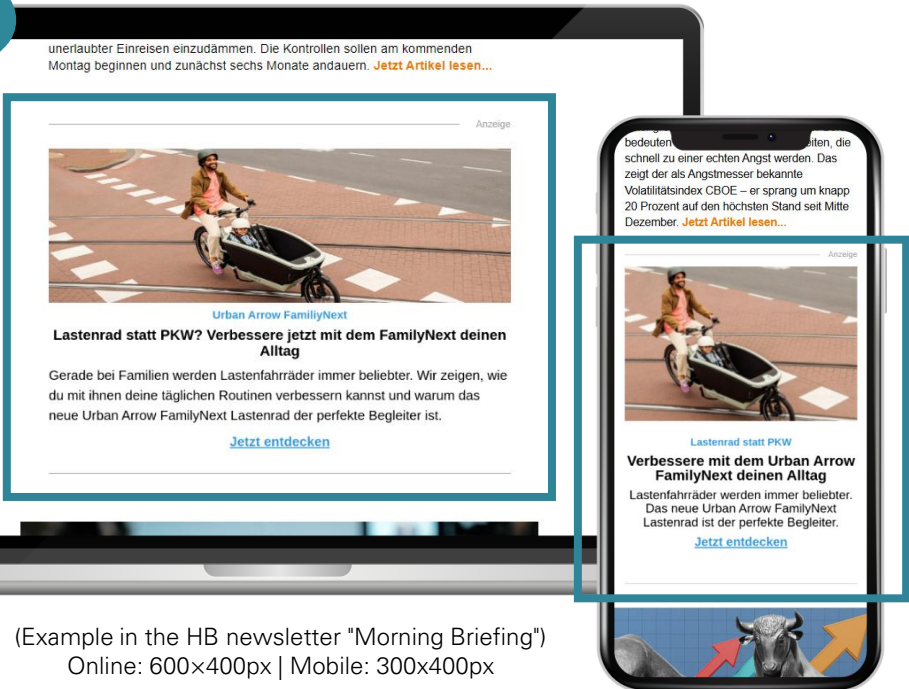 unerlaubter Einreisen einzudämmen. Die Kontrollen sollen am kommenden
Montag beginnen und zunächst sechs Monate andauern. Jetzt Artikel lesen...
Anzeige
Urban Arrow FamiliyNext
Lastenrad statt PKW? Verbessere jetzt mit dem FamilyNext deinen
Alltag
Gerade bei Familien werden Lastenfahrräder immer beliebter. Wir zeigen, wie
du mit ihnen deine täglichen Routinen verbessern kannst und warum das
neue Urban Arrow FamilyNext Lastenrad der perfekte Begleiter ist.
Jetzt entdecken
bedeuten eiten, die
schnell zu einer echten Angst werden. Das
zeigt der als Angstmesser bekannte
Volatilitätsindex CBOE – er sprang um knapp
20 Prozent auf den höchsten Stand seit Mitte
Dezember. Jetzt Artikel lesen...
Anzeige
Lastenrad statt PKW
Verbessere mit dem Urban Arrow
FamilyNext deinen Alltag
Lastenfahrräder werden immer beliebter.
Das neue Urban Arrow FamilyNext
Lastenrad ist der perfekte Begleiter.
Jetzt entdecken
(Example in the HB newsletter "Morning Briefing")
Online: 600×400px | Mobile: 300x400px